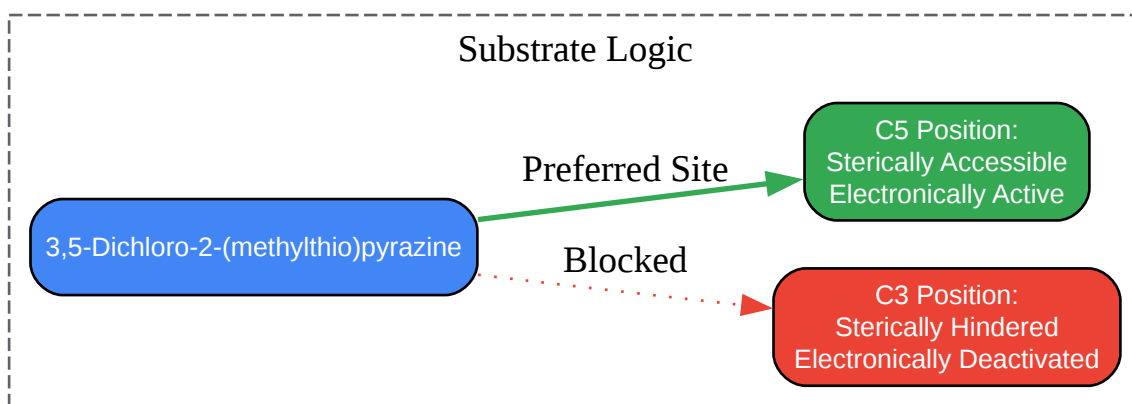 Substrate Logic
3,5-Dichloro-2-(methylthio)pyrazine
Preferred Site
C5 Position:
Sterically Accessible
Electronically Active
Blocked
C3 Position:
Sterically Hindered
Electronically Deactivated